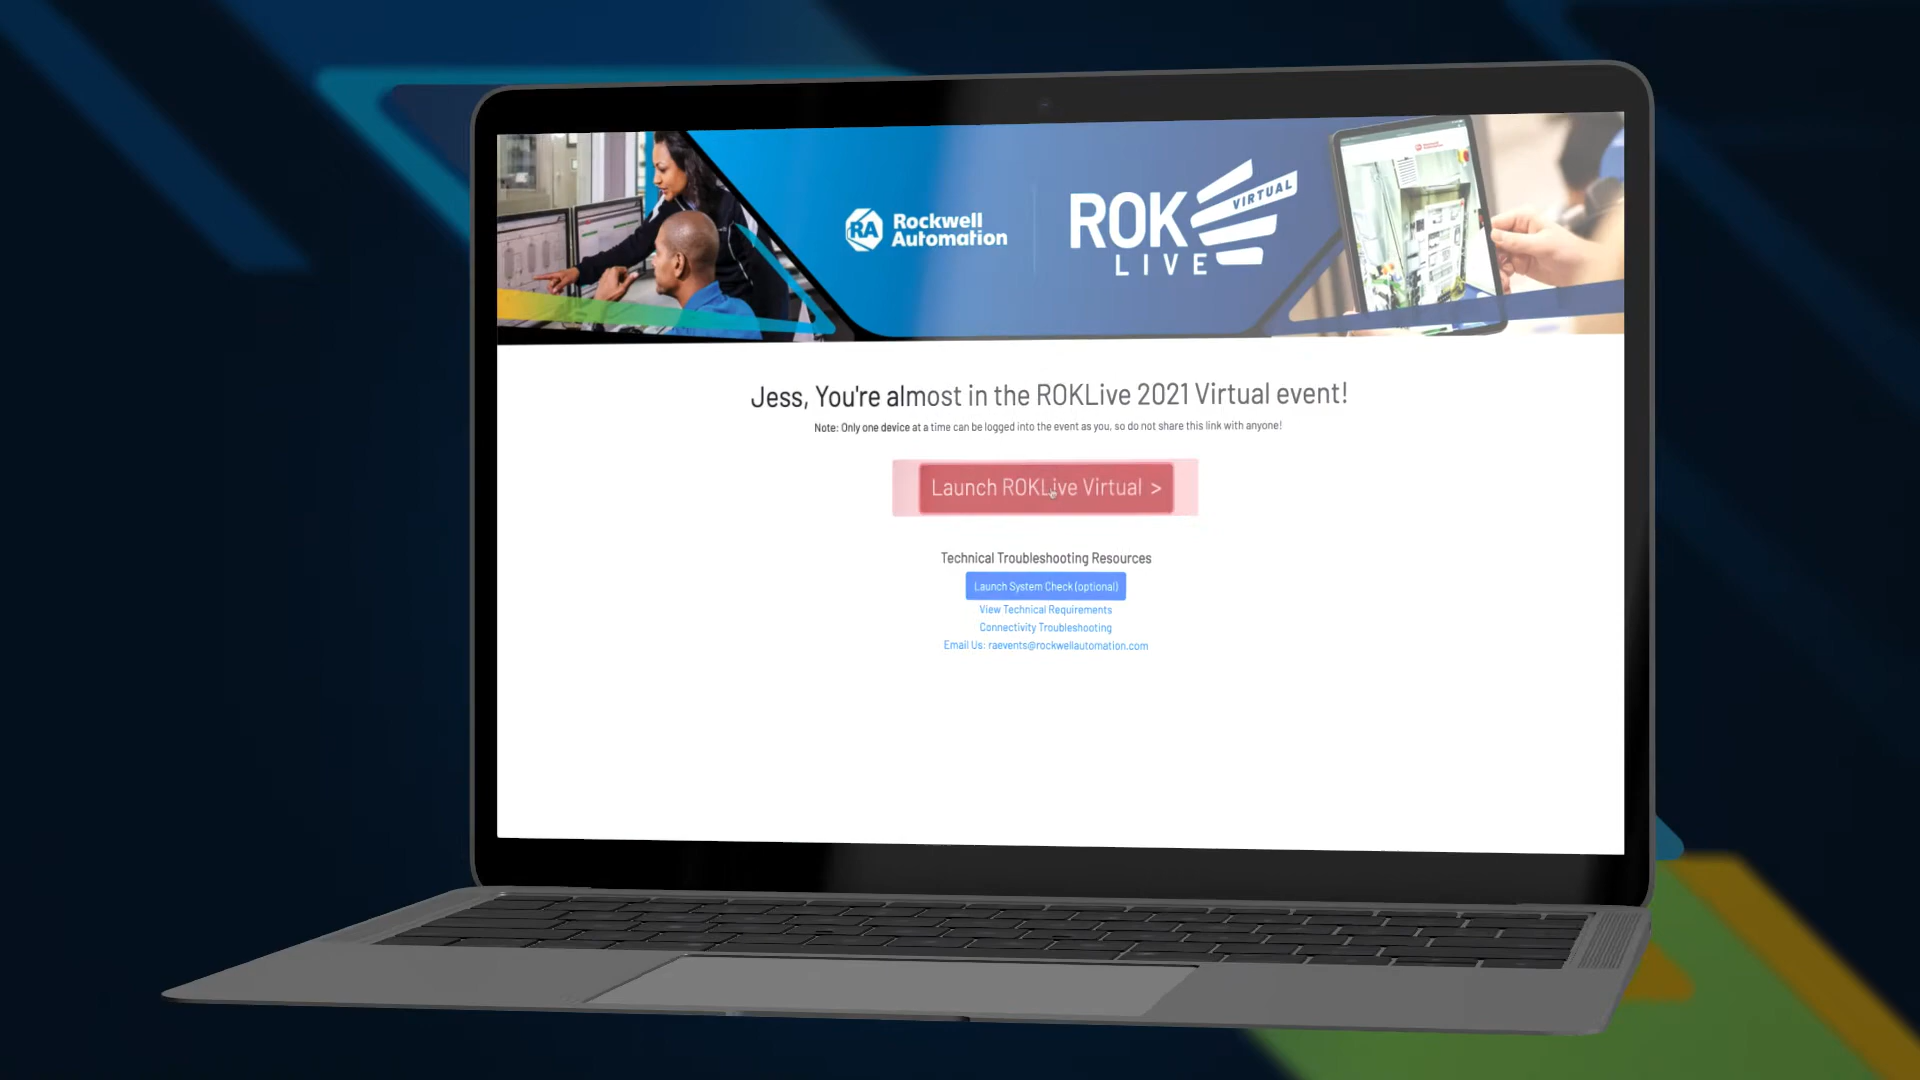 RA
Rockwell
Automation
ROK
VIRTUAL
LIVE
Rockwell
Automation
Jess, You're almost in the ROKLive 2021 Virtual event!
Note: Only one device at a time can be logged into the event as you, so do not share this link with anyone!
Launch ROKLive Virtual >
Technical Troubleshooting Resources
Launch System Check (optional)
View Technical Requirements
Connectivity Troubleshooting
Email Us: raevents@rockwellautomation.com